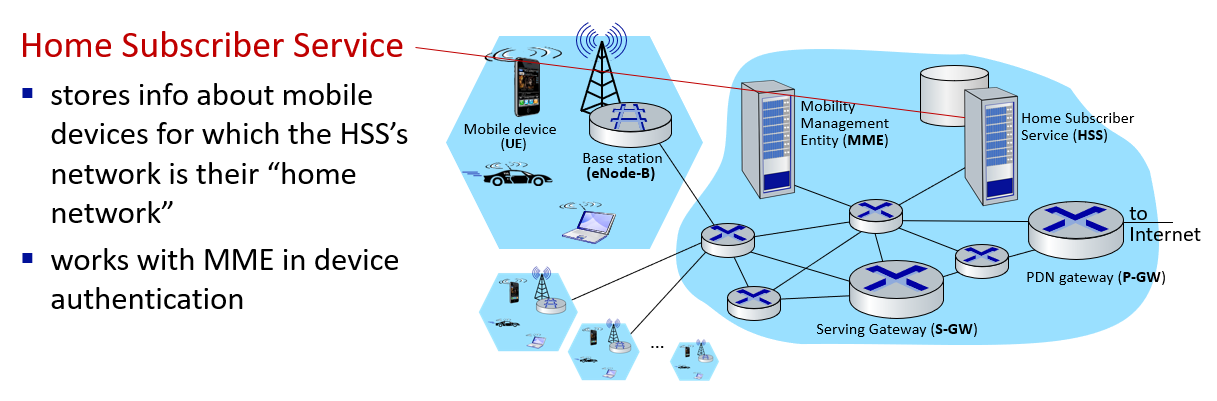 Home Subscriber Service
▪ stores info about mobile
devices for which the HSS’s
network is their “home
network”
▪ works with MME in device
authentication
Mobile device
(UE)
Base station
(eNode-B)
Mobility
Management
Entity (MME)
Home Subscriber
Service (HSS)
to
Internet
PDN gateway (P-GW)
Serving Gateway (S-GW)
...